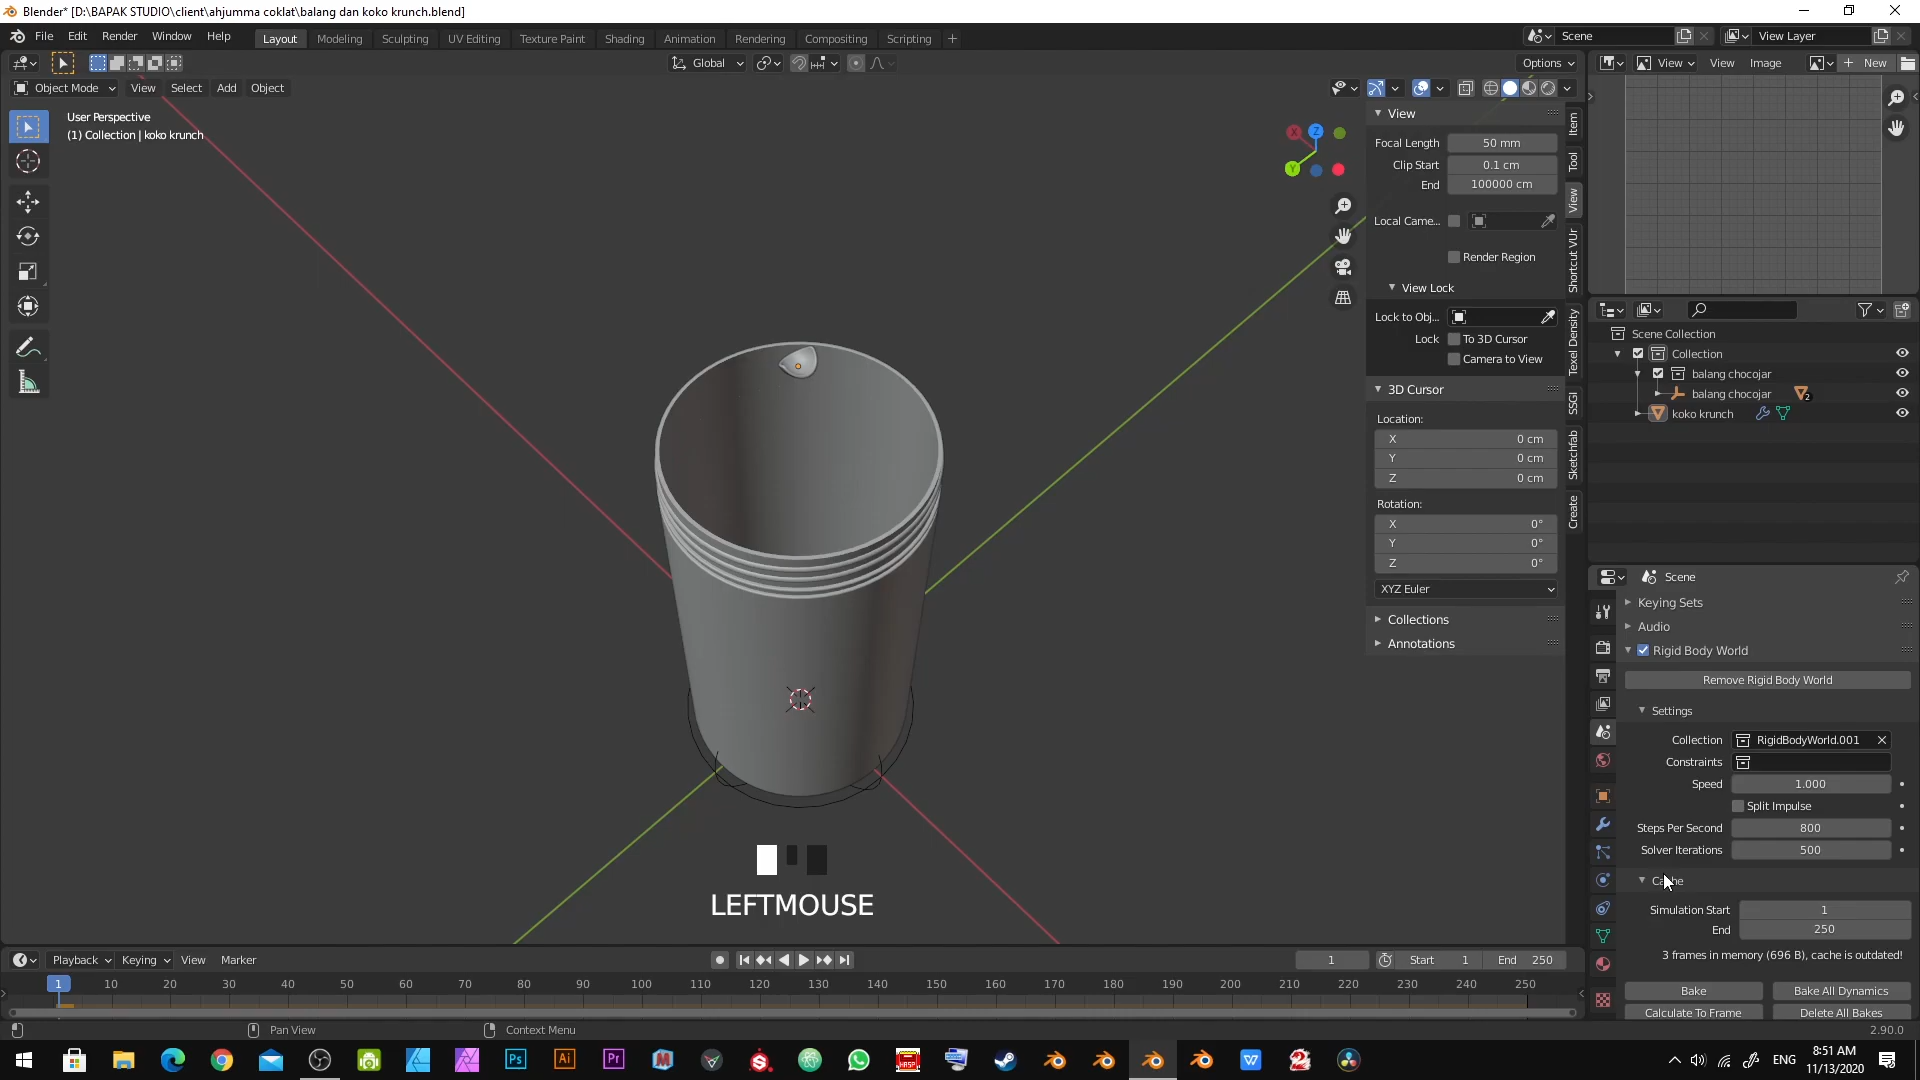 Blender* [D:\BAPAK STUDIO\client\ahjumma coklat\balang dan koko krunch.blend]
File Edit Render Window Help
Layout Modeling Sculpting UV Editing Texture Paint Shading Animation Rendering Compositing Scripting +
Scene
View Layer
Global
Options
View View Image New
Object Mode View Select Add Object
User Perspective
(1) Collection | koko krunch
Z
Y
View
Focal Length 50 mm
Clip Start 0.1 cm
End 100000 cm
Local Came...
Render Region
View Lock
Lock to Obj...
Lock To 3D Cursor
Camera to View
3D Cursor
Location:
X 0 cm
Y 0 cm
Z 0 cm
Rotation:
X 0°
Y 0°
Z 0°
XYZ Euler
Collections
Annotations
Item
Tool
View
Shortcut VUr
Texel Density
SSGI
Sketchfab
Create
Scene Collection
Collection
balang chocojar
balang chocojar 2
koko krunch
Scene
Keying Sets
Audio
Rigid Body World
Remove Rigid Body World
Settings
Collection RigidBodyWorld.001
Constraints
Speed 1.000
Split Impulse
Steps Per Second 800
Solver Iterations 500
Cache
Simulation Start 1
End 250
3 frames in memory (696 B), cache is outdated!
Bake Bake All Dynamics
Calculate To Frame Delete All Bakes
LEFTMOUSE
Playback Keying View Marker
1 Start 1 End 250
1 10 20 30 40 50 60 70 80 90 100 110 120 130 140 150 160 170 180 190 200 210 220 230 240 250
Pan View Context Menu
2.90.0
Ps Ai Pr
ENG
8:51 AM
11/13/2020